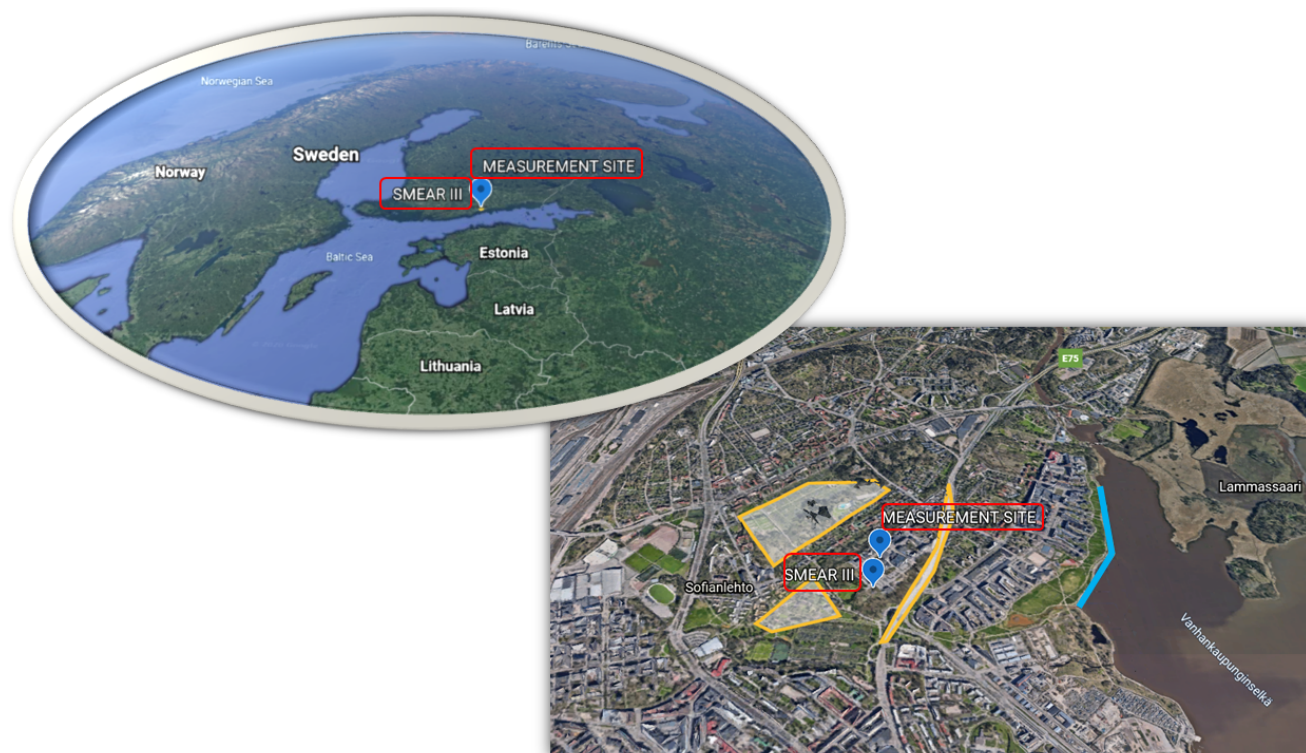 Norwegian Sea
Sweden
Norway
MEASUREMENT SITE
SMEAR III
Baltic Sea
Estonia
Latvia
Lithuania
E75
Lammassaari
MEASUREMENT SITE
SMEAR III
Sofianlehto
Vanhankaupunginselkä